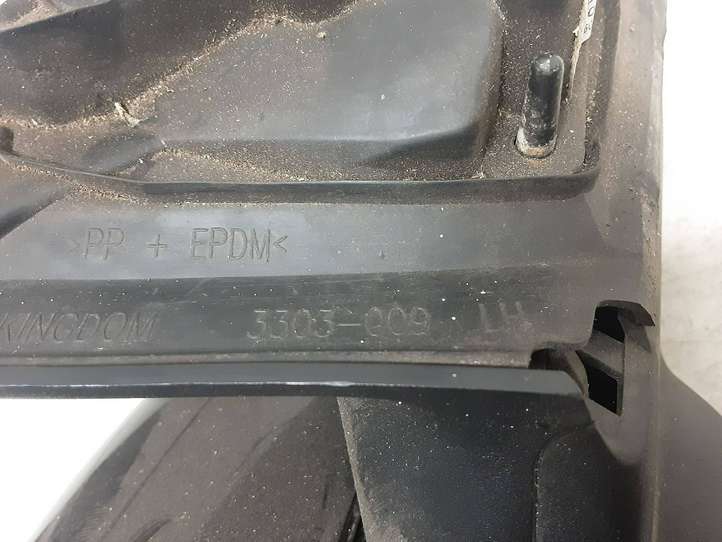 >PP + EPDM<
KINGDOM 3303-009 LH